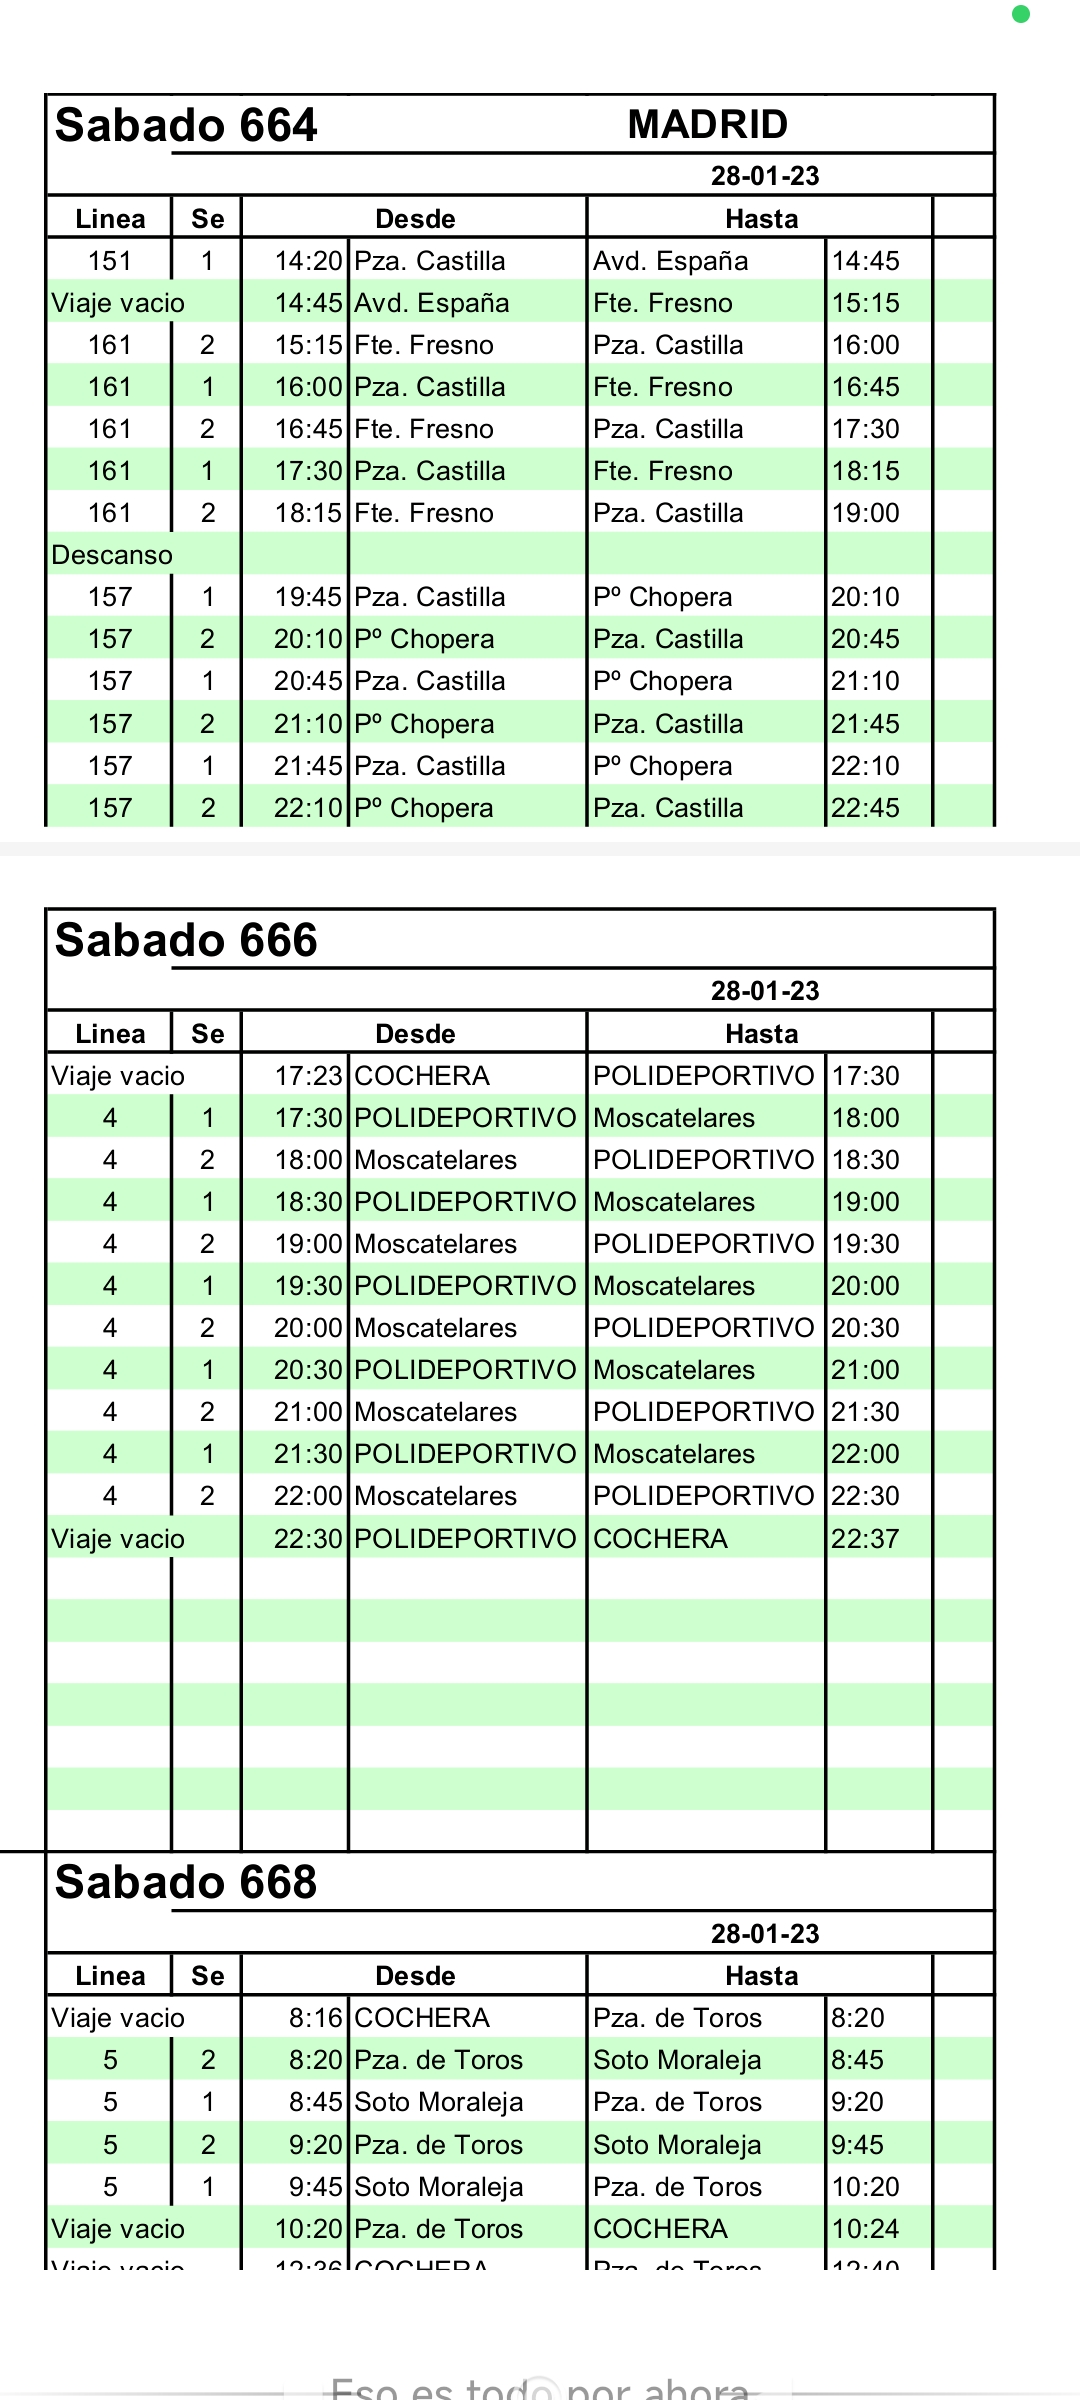 Sabado 664 MADRID
28-01-23
Linea Se Desde Hasta
151 1 14:20 Pza. Castilla Avd. España 14:45
Viaje vacio 14:45 Avd. España Fte. Fresno 15:15
161 2 15:15 Fte. Fresno Pza. Castilla 16:00
161 1 16:00 Pza. Castilla Fte. Fresno 16:45
161 2 16:45 Fte. Fresno Pza. Castilla 17:30
161 1 17:30 Pza. Castilla Fte. Fresno 18:15
161 2 18:15 Fte. Fresno Pza. Castilla 19:00
Descanso
157 1 19:45 Pza. Castilla Pº Chopera 20:10
157 2 20:10 Pº Chopera Pza. Castilla 20:45
157 1 20:45 Pza. Castilla Pº Chopera 21:10
157 2 21:10 Pº Chopera Pza. Castilla 21:45
157 1 21:45 Pza. Castilla Pº Chopera 22:10
157 2 22:10 Pº Chopera Pza. Castilla 22:45
Sabado 666
28-01-23
Linea Se Desde Hasta
Viaje vacio 17:23 COCHERA POLIDEPORTIVO 17:30
4 1 17:30 POLIDEPORTIVO Moscatelares 18:00
4 2 18:00 Moscatelares POLIDEPORTIVO 18:30
4 1 18:30 POLIDEPORTIVO Moscatelares 19:00
4 2 19:00 Moscatelares POLIDEPORTIVO 19:30
4 1 19:30 POLIDEPORTIVO Moscatelares 20:00
4 2 20:00 Moscatelares POLIDEPORTIVO 20:30
4 1 20:30 POLIDEPORTIVO Moscatelares 21:00
4 2 21:00 Moscatelares POLIDEPORTIVO 21:30
4 1 21:30 POLIDEPORTIVO Moscatelares 22:00
4 2 22:00 Moscatelares POLIDEPORTIVO 22:30
Viaje vacio 22:30 POLIDEPORTIVO COCHERA 22:37
Sabado 668
28-01-23
Linea Se Desde Hasta
Viaje vacio 8:16 COCHERA Pza. de Toros 8:20
5 2 8:20 Pza. de Toros Soto Moraleja 8:45
5 1 8:45 Soto Moraleja Pza. de Toros 9:20
5 2 9:20 Pza. de Toros Soto Moraleja 9:45
5 1 9:45 Soto Moraleja Pza. de Toros 10:20
Viaje vacio 10:20 Pza. de Toros COCHERA 10:24
Viaje vacio 12:36 COCHERA Pza. de Toros 12:40
Eso es todo por ahora